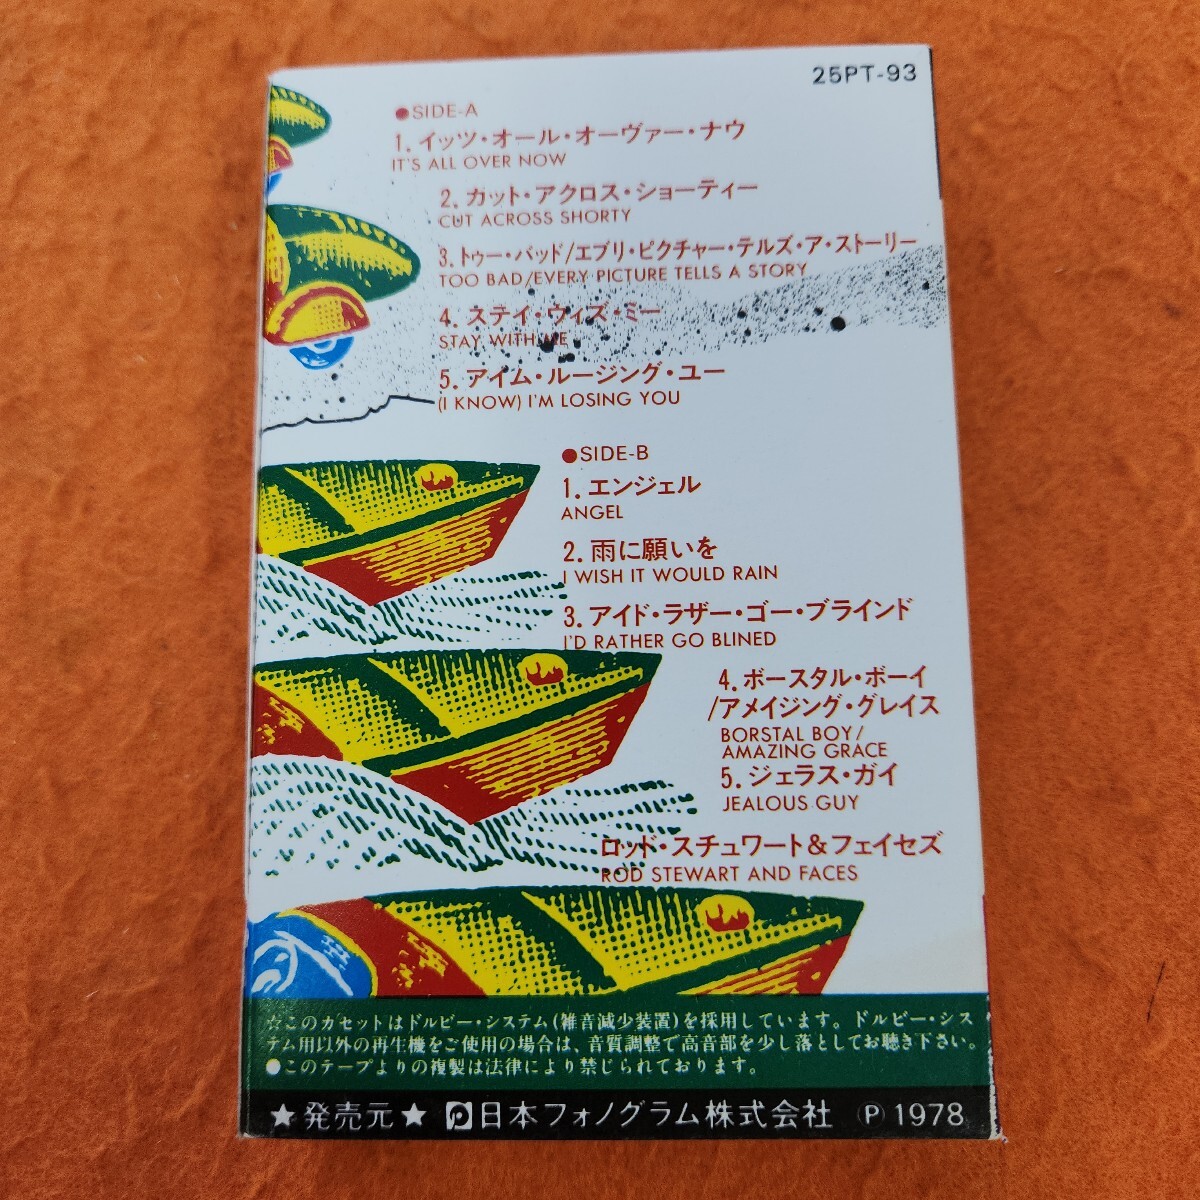 25PT-93
●SIDE-A
1. イッツ・オール・オーヴァー・ナウ
IT'S ALL OVER NOW
2. カット・アクロス・ショーティー
CUT ACROSS SHORTY
3. トゥー・バッド/エブリ・ピクチャー・テルズ・ア・ストーリー
TOO BAD/EVERY PICTURE TELLS A STORY
4. ステイ・ウィズ・ミー
STAY WITH ME
5. アイム・ルージング・ユー
(I KNOW) I'M LOSING YOU
●SIDE-B
1. エンジェル
ANGEL
2. 雨に願いを
I WISH IT WOULD RAIN
3. アイド・ラザー・ゴー・ブラインド
I'D RATHER GO BLINED
4. ボースタル・ボーイ
/アメイジング・グレイス
BORSTAL BOY/
AMAZING GRACE
5. ジェラス・ガイ
JEALOUS GUY
ロッド・スチュワート&フェイセズ
ROD STEWART AND FACES
☆このカセットはドルビー・システム(雑音減少装置)を採用しています。ドルビー・シス
テム用以外の再生機をご使用の場合は、音質調整で高音部を少し落としてお聴き下さい。
●このテープよりの複製は法律により禁じられております。
★発売元★ 日本フォノグラム株式会社 Ⓟ 1978